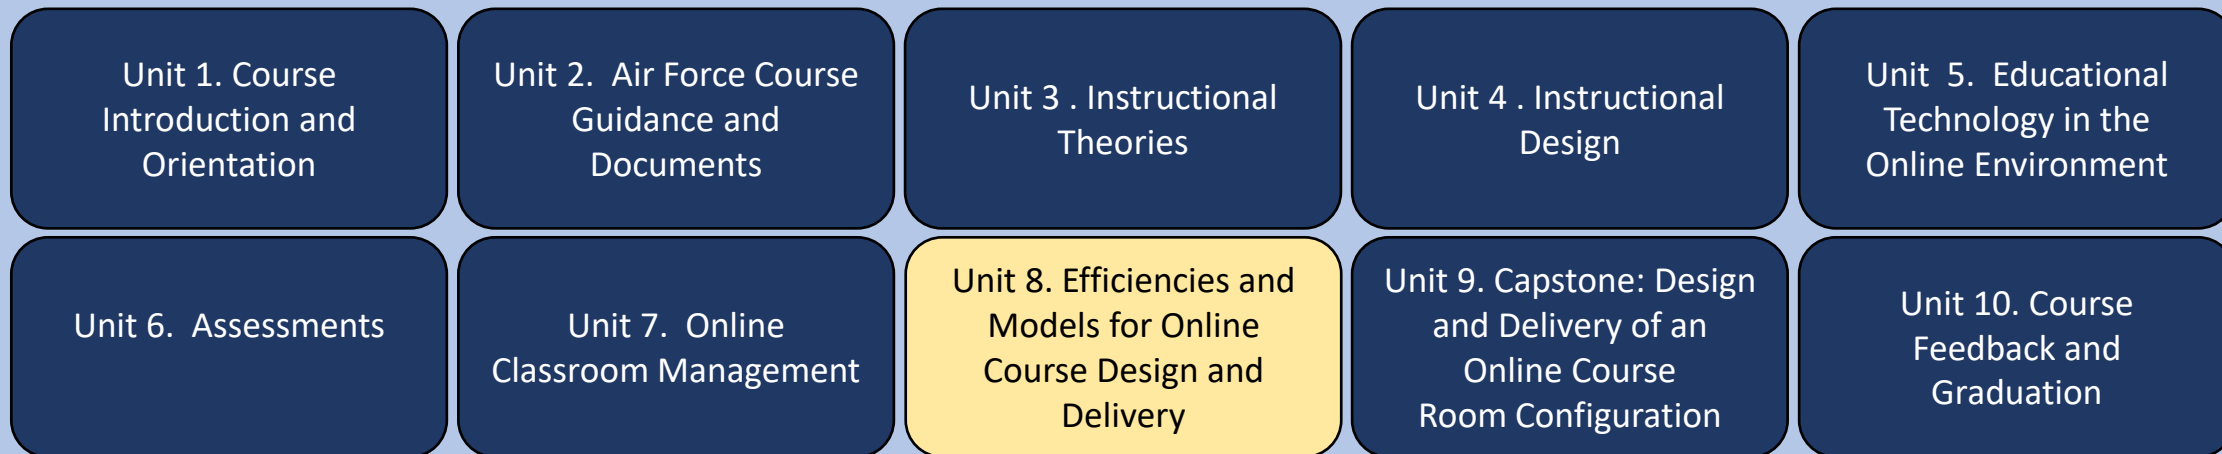 Unit 1. Course
Introduction and
Orientation
Unit 2.  Air Force Course
Guidance and
Documents
Unit 3 . Instructional
Theories
Unit 4 . Instructional
Design
Unit  5.  Educational
Technology in the
Online Environment
Unit 6.  Assessments
Unit 7.  Online
Classroom Management
Unit 8. Efficiencies and
Models for Online
Course Design and
Delivery
Unit 9. Capstone: Design
and Delivery of an
Online Course
Room Configuration
Unit 10. Course
Feedback and
Graduation